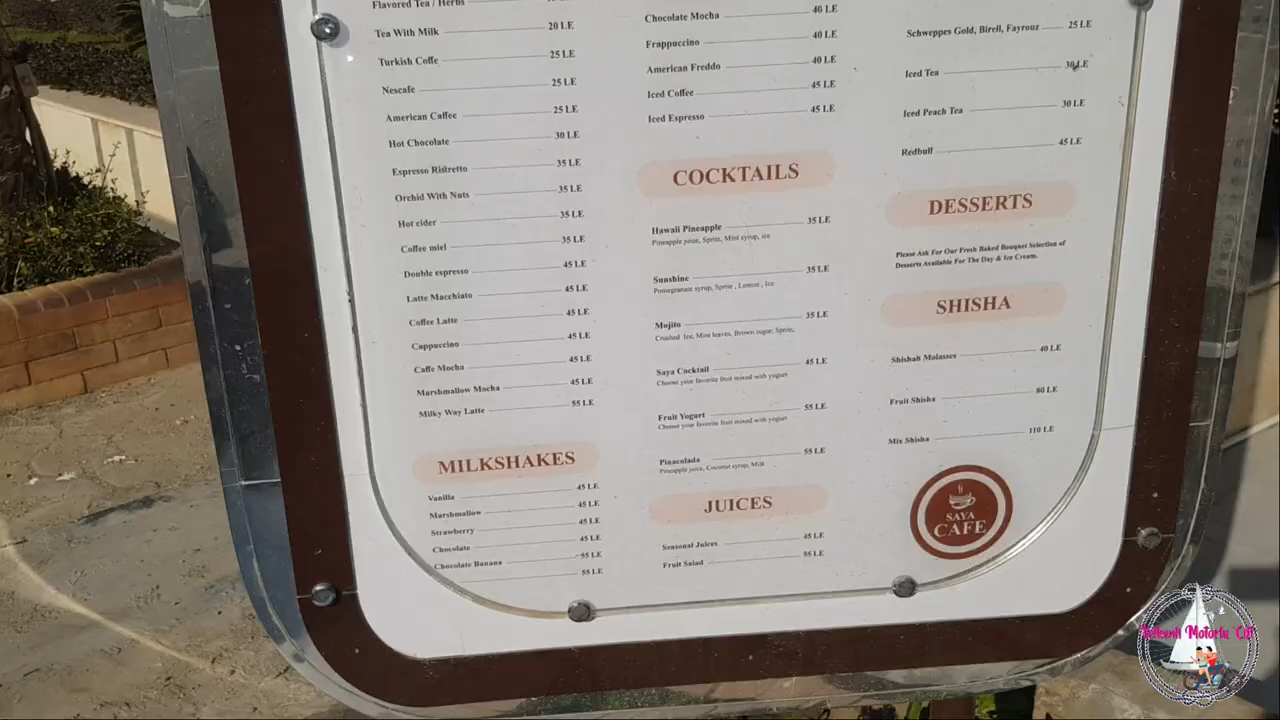 Flavored Tea / Herbs
Tea With Milk 20 LE
Turkish Coffe 25 LE
Nescafe 25 LE
American Caffee 25 LE
Hot Chocolate 30 LE
Espresso Ristretto 35 LE
Orchid With Nuts 35 LE
Hot cider 35 LE
Coffee miel 35 LE
Double espresso 45 LE
Latte Macchiato 45 LE
Coffee Latte 45 LE
Cappuccino 45 LE
Caffe Mocha 45 LE
Marshmallow Mocha 45 LE
Milky Way Latte 55 LE
MILKSHAKES
Vanilla 45 LE
Marshmallow 45 LE
Strawberry 45 LE
Chocolate 45 LE
Chocolate Banana 55 LE
55 LE
Chocolate Mocha 40 LE
Frappuccino 40 LE
American Freddo 40 LE
Iced Coffee 45 LE
Iced Espresso 45 LE
COCKTAILS
Hawaii Pineapple 35 LE
Pineapple juice, Sprite, Mint syrup, ice
Sunshine 35 LE
Pomegranate syrup, Sprite , Lemon , Ice
Mojito 35 LE
Crushed Ice, Mint leaves, Brown sugar, Sprite,
Saya Cocktail 45 LE
Choose your favorite fruit mixed with yogurt
Fruit Yogurt 55 LE
Choose your favorite fruit mixed with yogurt
Pinacolada 55 LE
Pineapple juice, Coconut syrup, Milk
JUICES
Seasonal Juices 45 LE
Fruit Salad 55 LE
Schweppes Gold, Birell, Fayrouz 25 LE
Iced Tea 30 LE
Iced Peach Tea 30 LE
Redbull 45 LE
DESSERTS
Please Ask For Our Fresh Baked Bouquet Selection of
Desserts Available For The Day & Ice Cream.
SHISHA
Shishah Molasses 40 LE
Fruit Shisha 80 LE
Mix Shisha 110 LE
SAYA
CAFE
Yelkenli Motorlu Çift